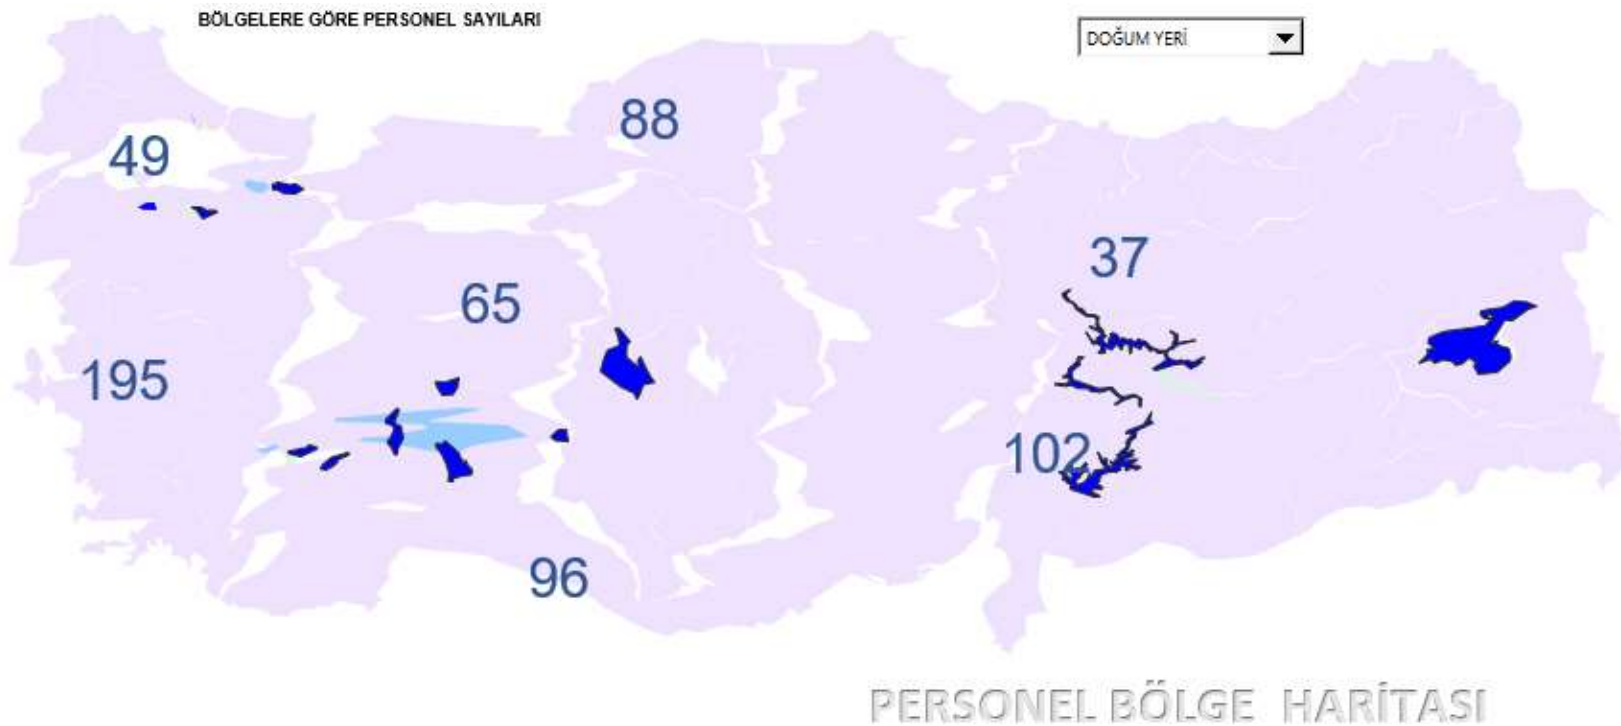 BÖLGELERE GÖRE PERSONEL SAYILARI
DOĞUM YERİ
88
49
37
65
195
102
96
PERSONEL BÖLGE HARİTASI